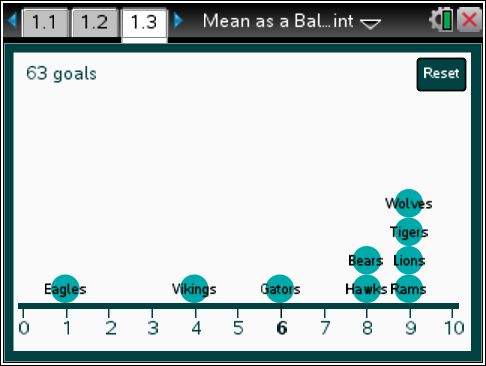 1.1 1.2 1.3 Mean as a Bal...int
63 goals Reset
Wolves
Tigers
Bears Lions
Eagles Vikings Gators Hawks Rams
0 1 2 3 4 5 6 7 8 9 10